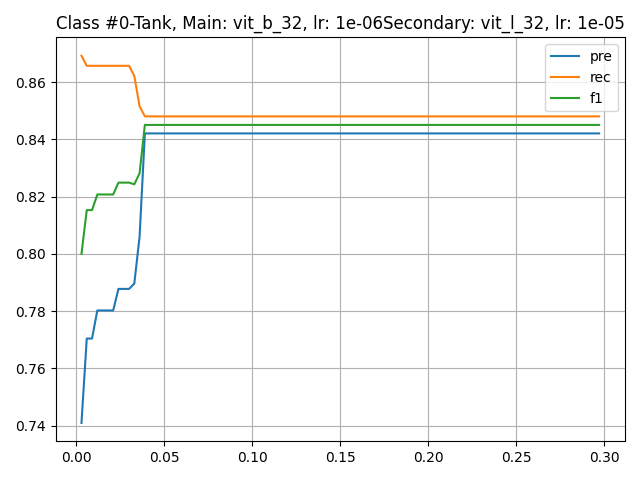 Class #0-Tank, Main: vit_b_32, lr: 1e-06Secondary: vit_l_32, lr: 1e-05
pre
rec
f1
0.86
0.84
0.82
0.80
0.78
0.76
0.74
0.00 0.05 0.10 0.15 0.20 0.25 0.30